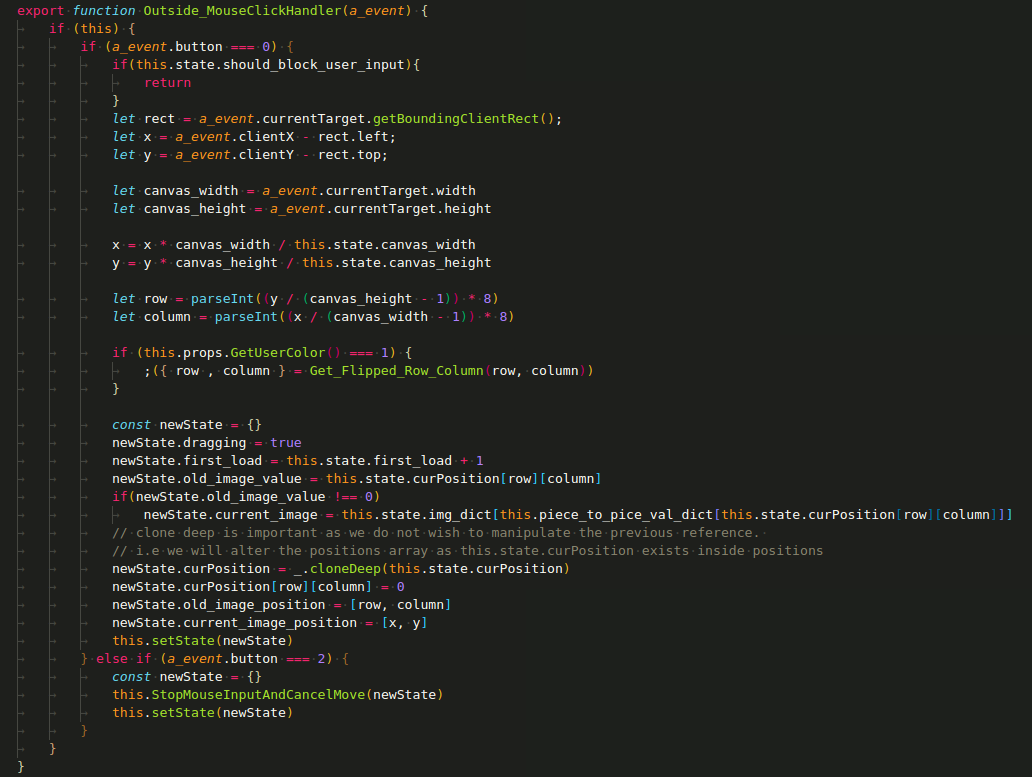 export function Outside_MouseClickHandler(a_event) {
if (this) {
if (a_event.button === 0) {
if(this.state.should_block_user_input){
return
}
let rect = a_event.currentTarget.getBoundingClientRect();
let x = a_event.clientX - rect.left;
let y = a_event.clientY - rect.top;
let canvas_width = a_event.currentTarget.width
let canvas_height = a_event.currentTarget.height
x = x * canvas_width / this.state.canvas_width
y = y * canvas_height / this.state.canvas_height
let row = parseInt((y / (canvas_height - 1)) * 8)
let column = parseInt((x / (canvas_width - 1)) * 8)
if (this.props.GetUserColor() === 1) {
;({ row , column } = Get_Flipped_Row_Column(row, column))
}
const newState = {}
newState.dragging = true
newState.first_load = this.state.first_load + 1
newState.old_image_value = this.state.curPosition[row][column]
if(newState.old_image_value !== 0)
newState.current_image = this.state.img_dict[this.piece_to_pice_val_dict[this.state.curPosition[row][column]]]
// clone deep is important as we do not wish to manipulate the previous reference.
// i.e we will alter the positions array as this.state.curPosition exists inside positions
newState.curPosition = _.cloneDeep(this.state.curPosition)
newState.curPosition[row][column] = 0
newState.old_image_position = [row, column]
newState.current_image_position = [x, y]
this.setState(newState)
} else if (a_event.button === 2) {
const newState = {}
this.StopMouseInputAndCancelMove(newState)
this.setState(newState)
}
}
}